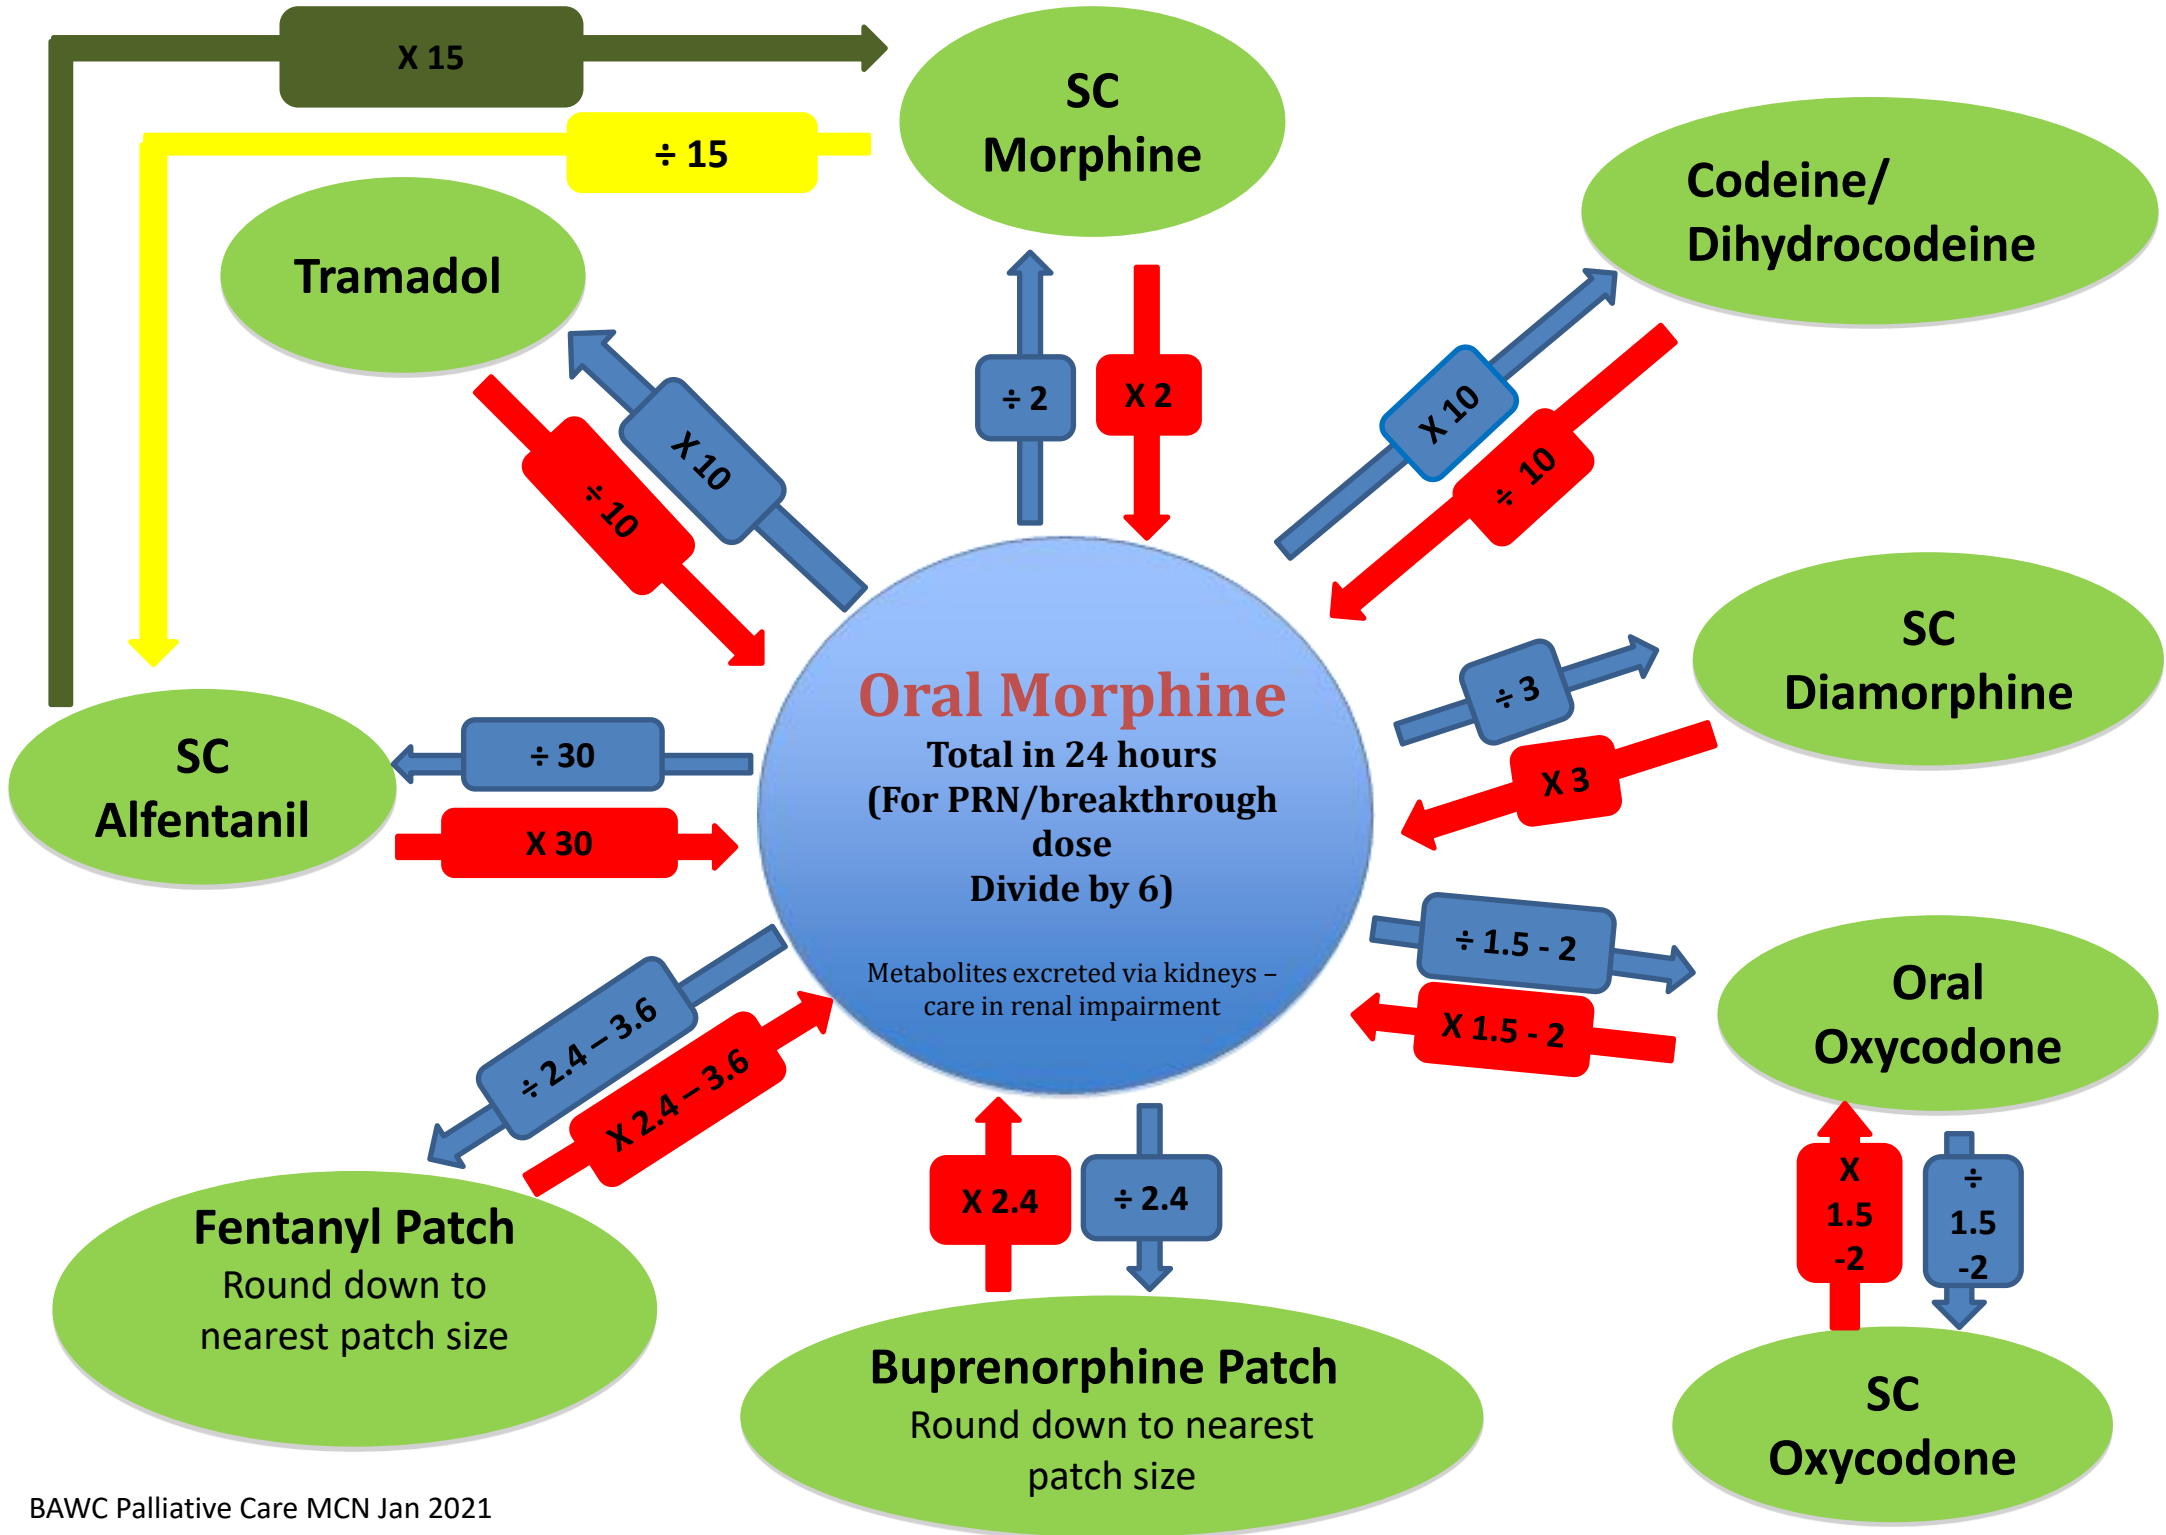 X 15
÷ 15
SC
Morphine
Codeine/
Dihydrocodeine
Tramadol
X 10
÷ 10
÷ 2
X 2
X 10
÷ 10
SC
Diamorphine
÷ 3
X 3
SC
Alfentanil
÷ 30
X 30
Oral Morphine
Total in 24 hours
(For PRN/breakthrough
dose
Divide by 6)
Metabolites excreted via kidneys –
care in renal impairment
÷ 1.5 - 2
X 1.5 - 2
Oral
Oxycodone
÷ 2.4 – 3.6
X 2.4 – 3.6
X 2.4
÷ 2.4
X
1.5
-2
÷
1.5
-2
Fentanyl Patch
Round down to
nearest patch size
Buprenorphine Patch
Round down to nearest
patch size
SC
Oxycodone
BAWC Palliative Care MCN Jan 2021